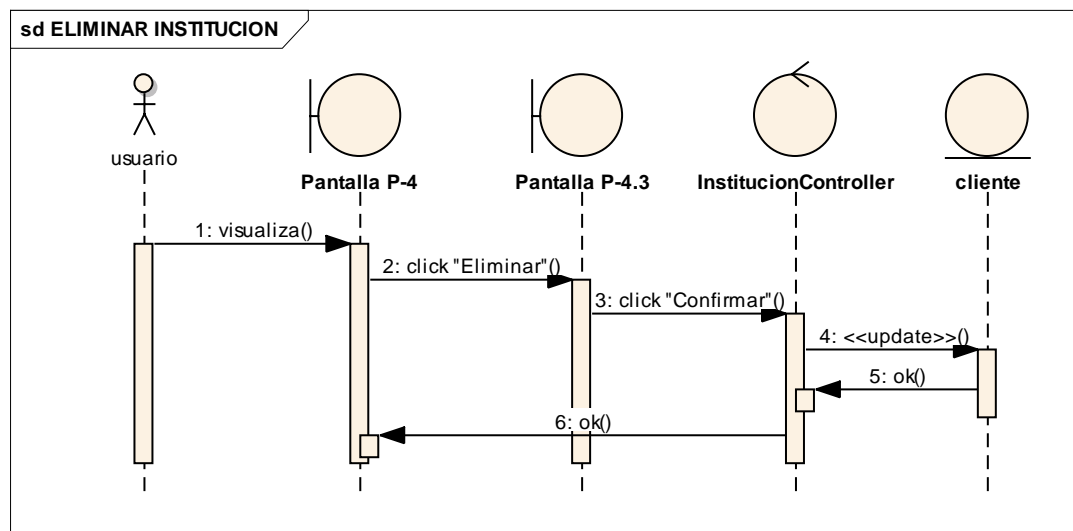 sd ELIMINAR INSTITUCION
usuario
Pantalla P-4
Pantalla P-4.3
InstitucionController
cliente
1: visualiza()
2: click "Eliminar"()
3: click "Confirmar"()
4: <<update>>()
5: ok()
6: ok()